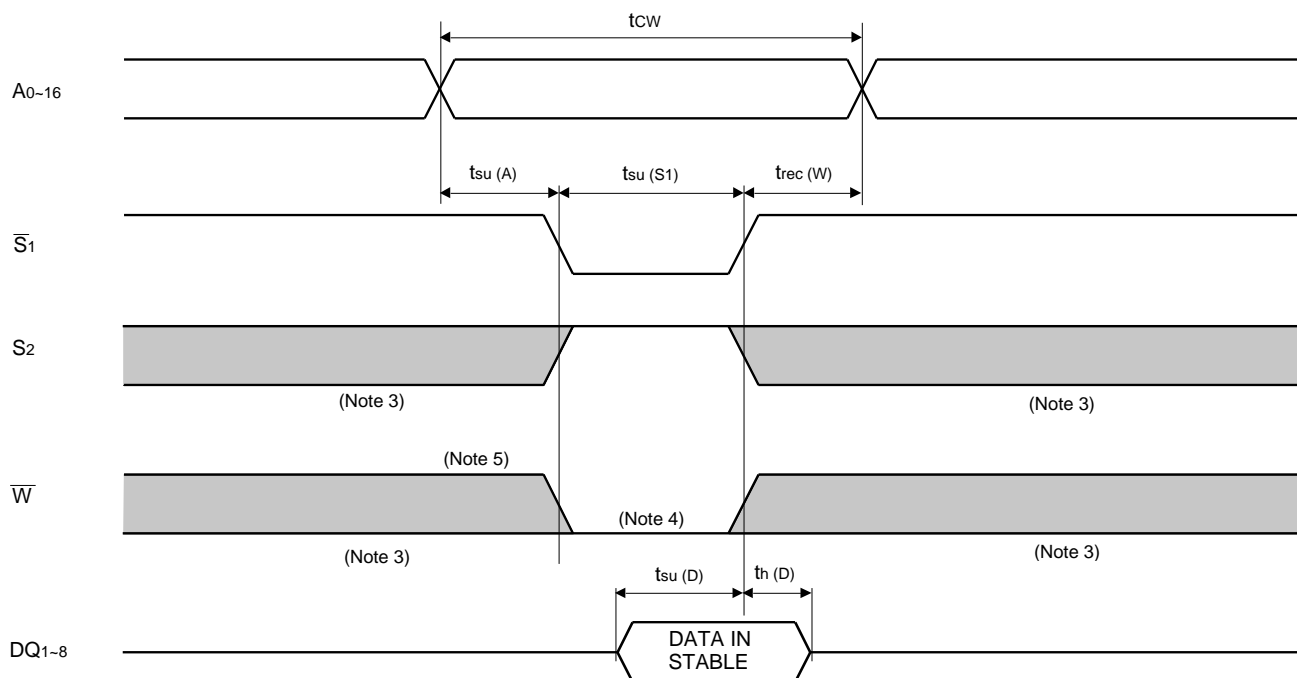 tCW
A0~16
tsu (A) tsu (S1) trec (W)
S̅1
S2
(Note 3) (Note 3)
(Note 5)
W̅
(Note 4)
(Note 3) (Note 3)
tsu (D) th (D)
DQ1~8
DATA IN
STABLE